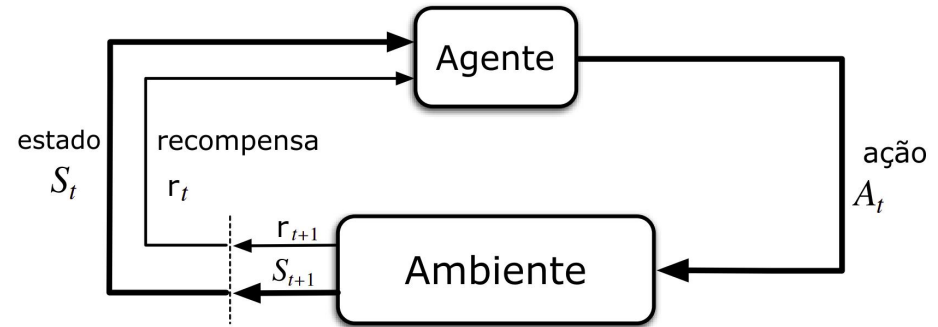 Agente
estado
S_t
recompensa
r_t
ação
A_t
r_{t+1}
S_{t+1}
Ambiente